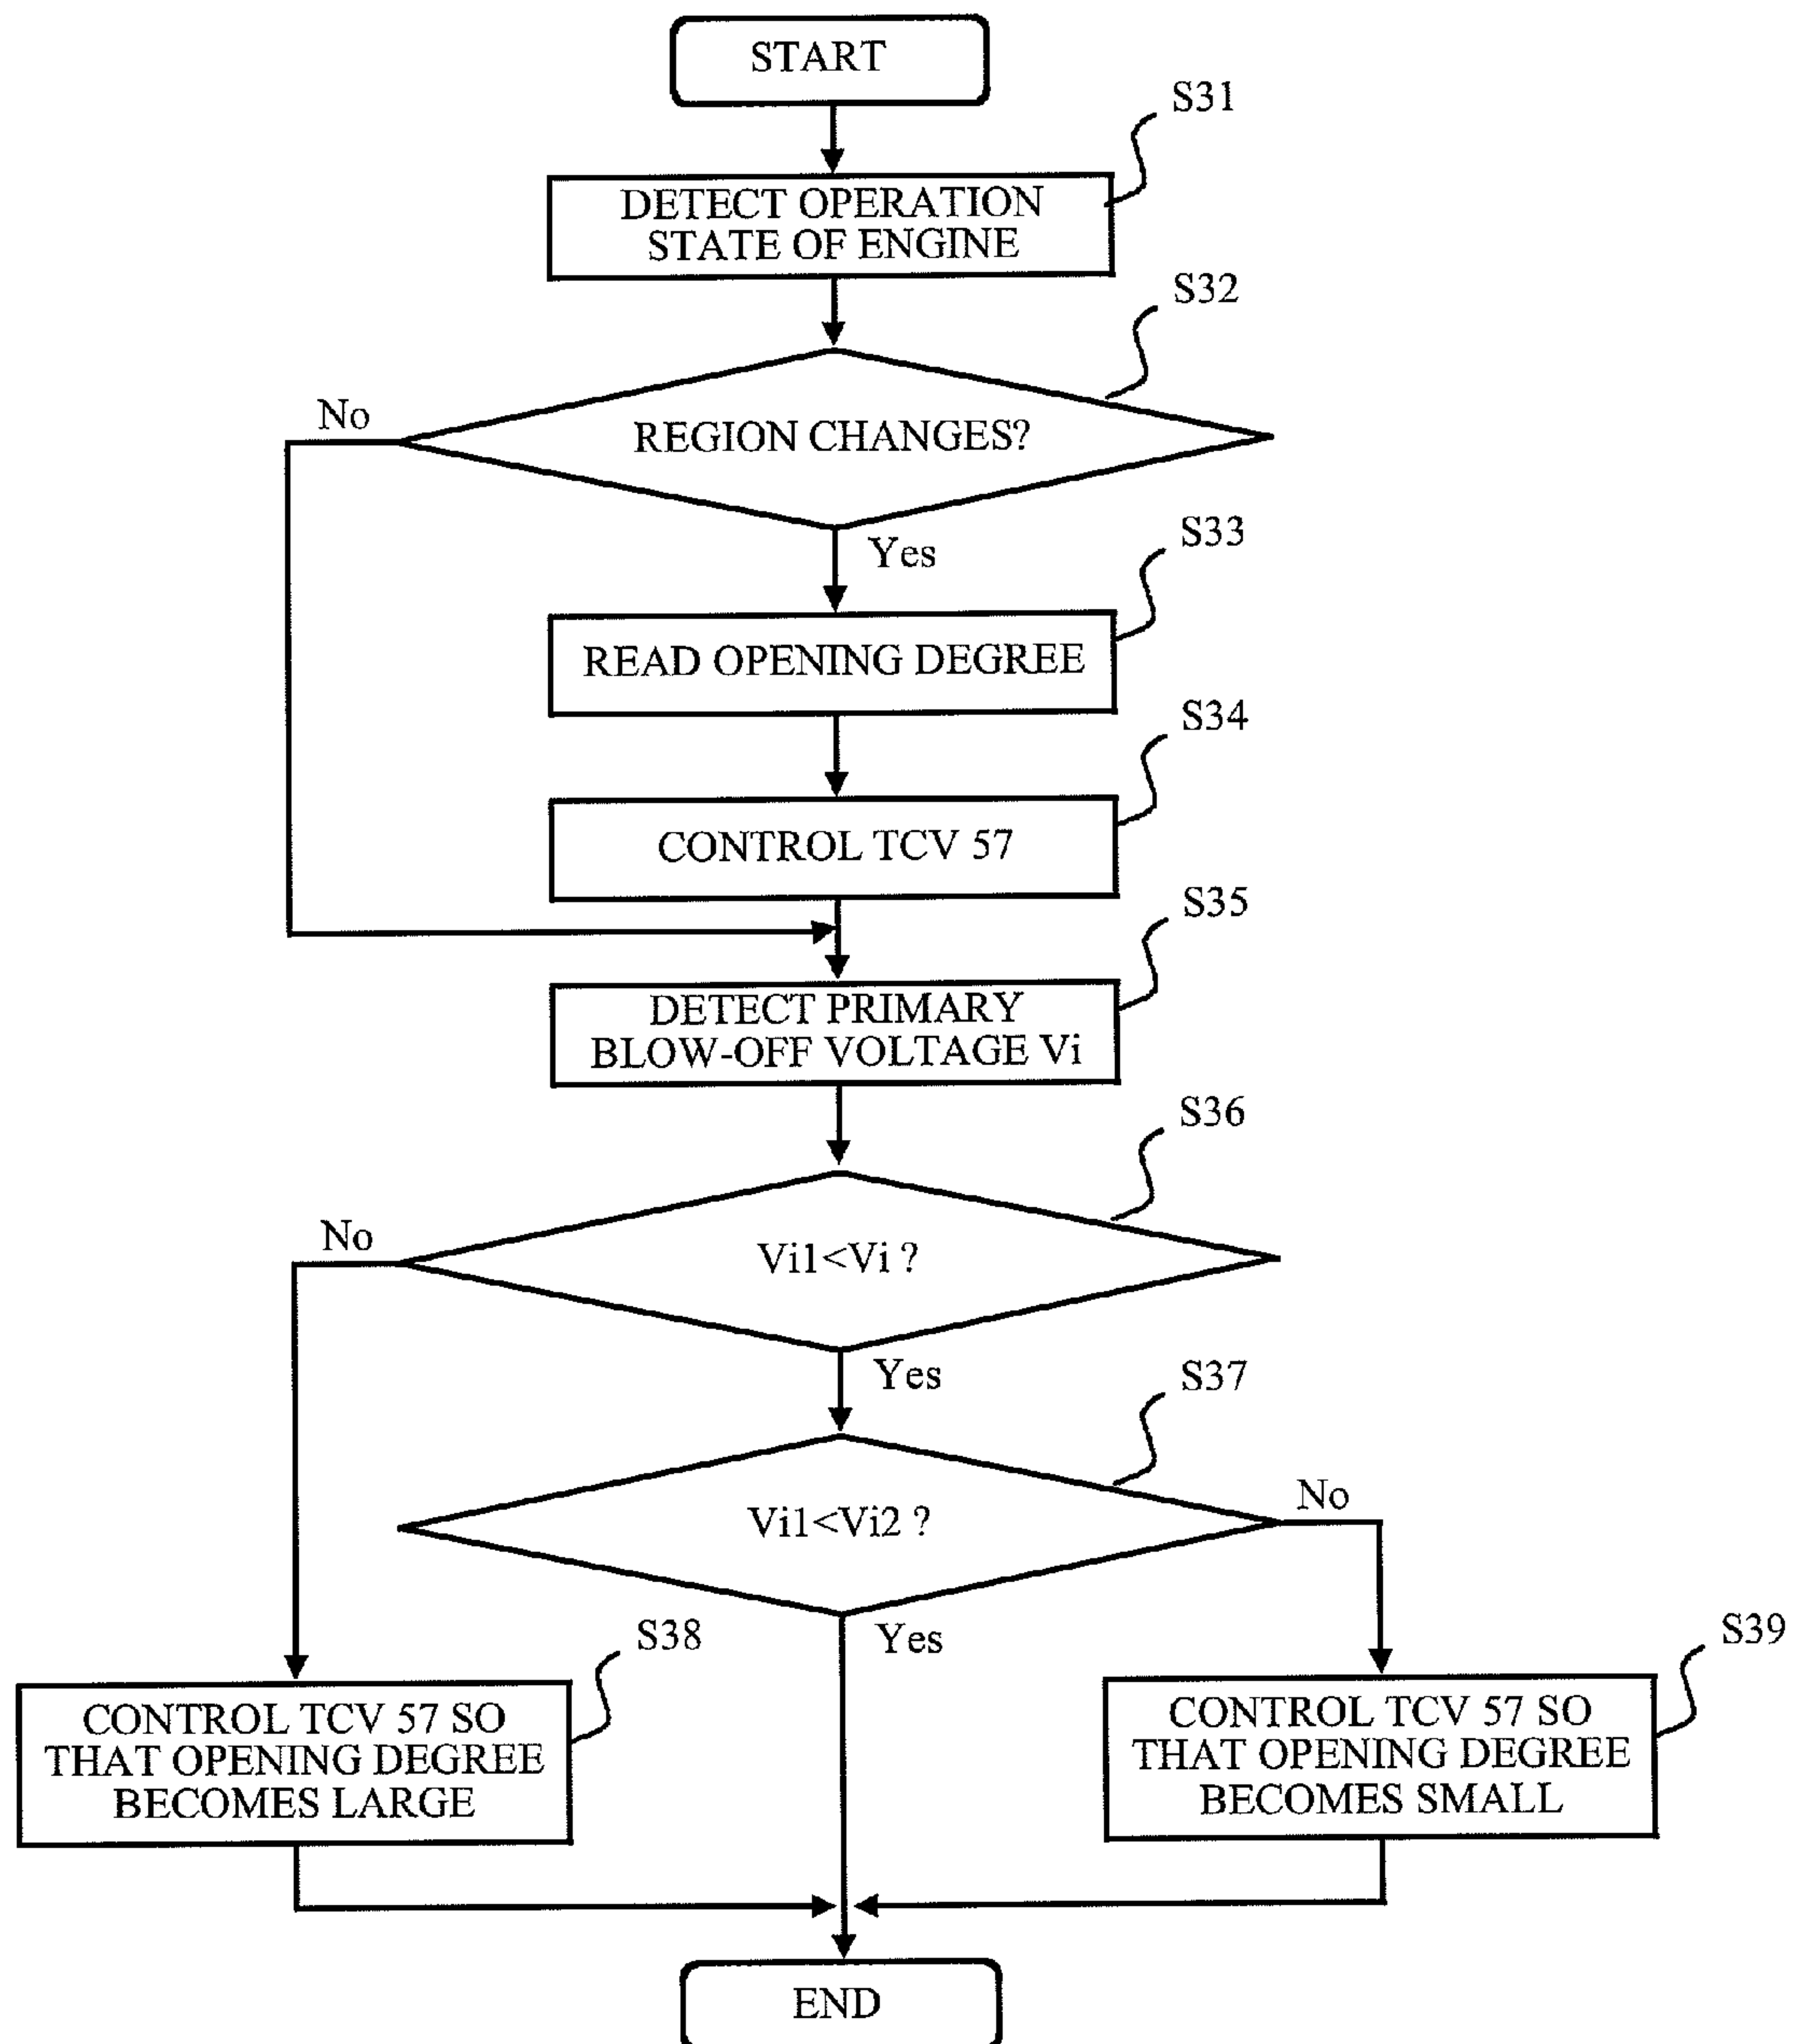 START
S31
DETECT OPERATION
STATE OF ENGINE
S32
No
REGION CHANGES?
Yes
S33
READ OPENING DEGREE
S34
CONTROL TCV 57
S35
DETECT PRIMARY
BLOW-OFF VOLTAGE Vi
S36
No
Vi1<Vi ?
Yes
S37
Vi1<Vi2 ?
No
Yes
S38
CONTROL TCV 57 SO
THAT OPENING DEGREE
BECOMES LARGE
S39
CONTROL TCV 57 SO
THAT OPENING DEGREE
BECOMES SMALL
END